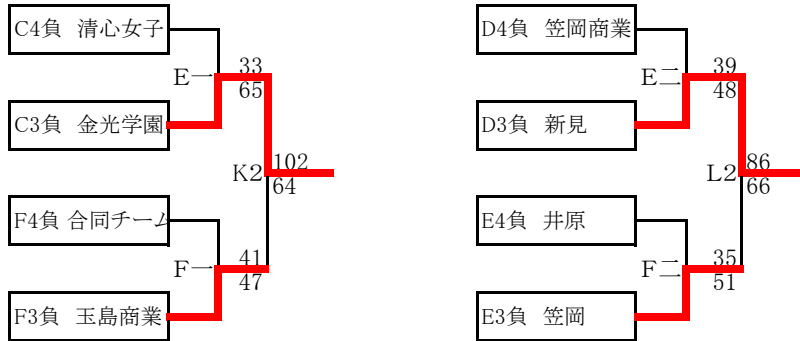 C4負 清心女子
E一
33
65
C3負 金光学園
K2
102
64
F4負 合同チーム
F一
41
47
F3負 玉島商業
D4負 笠岡商業
E二
39
48
D3負 新見
L2
86
66
E4負 井原
F二
35
51
E3負 笠岡